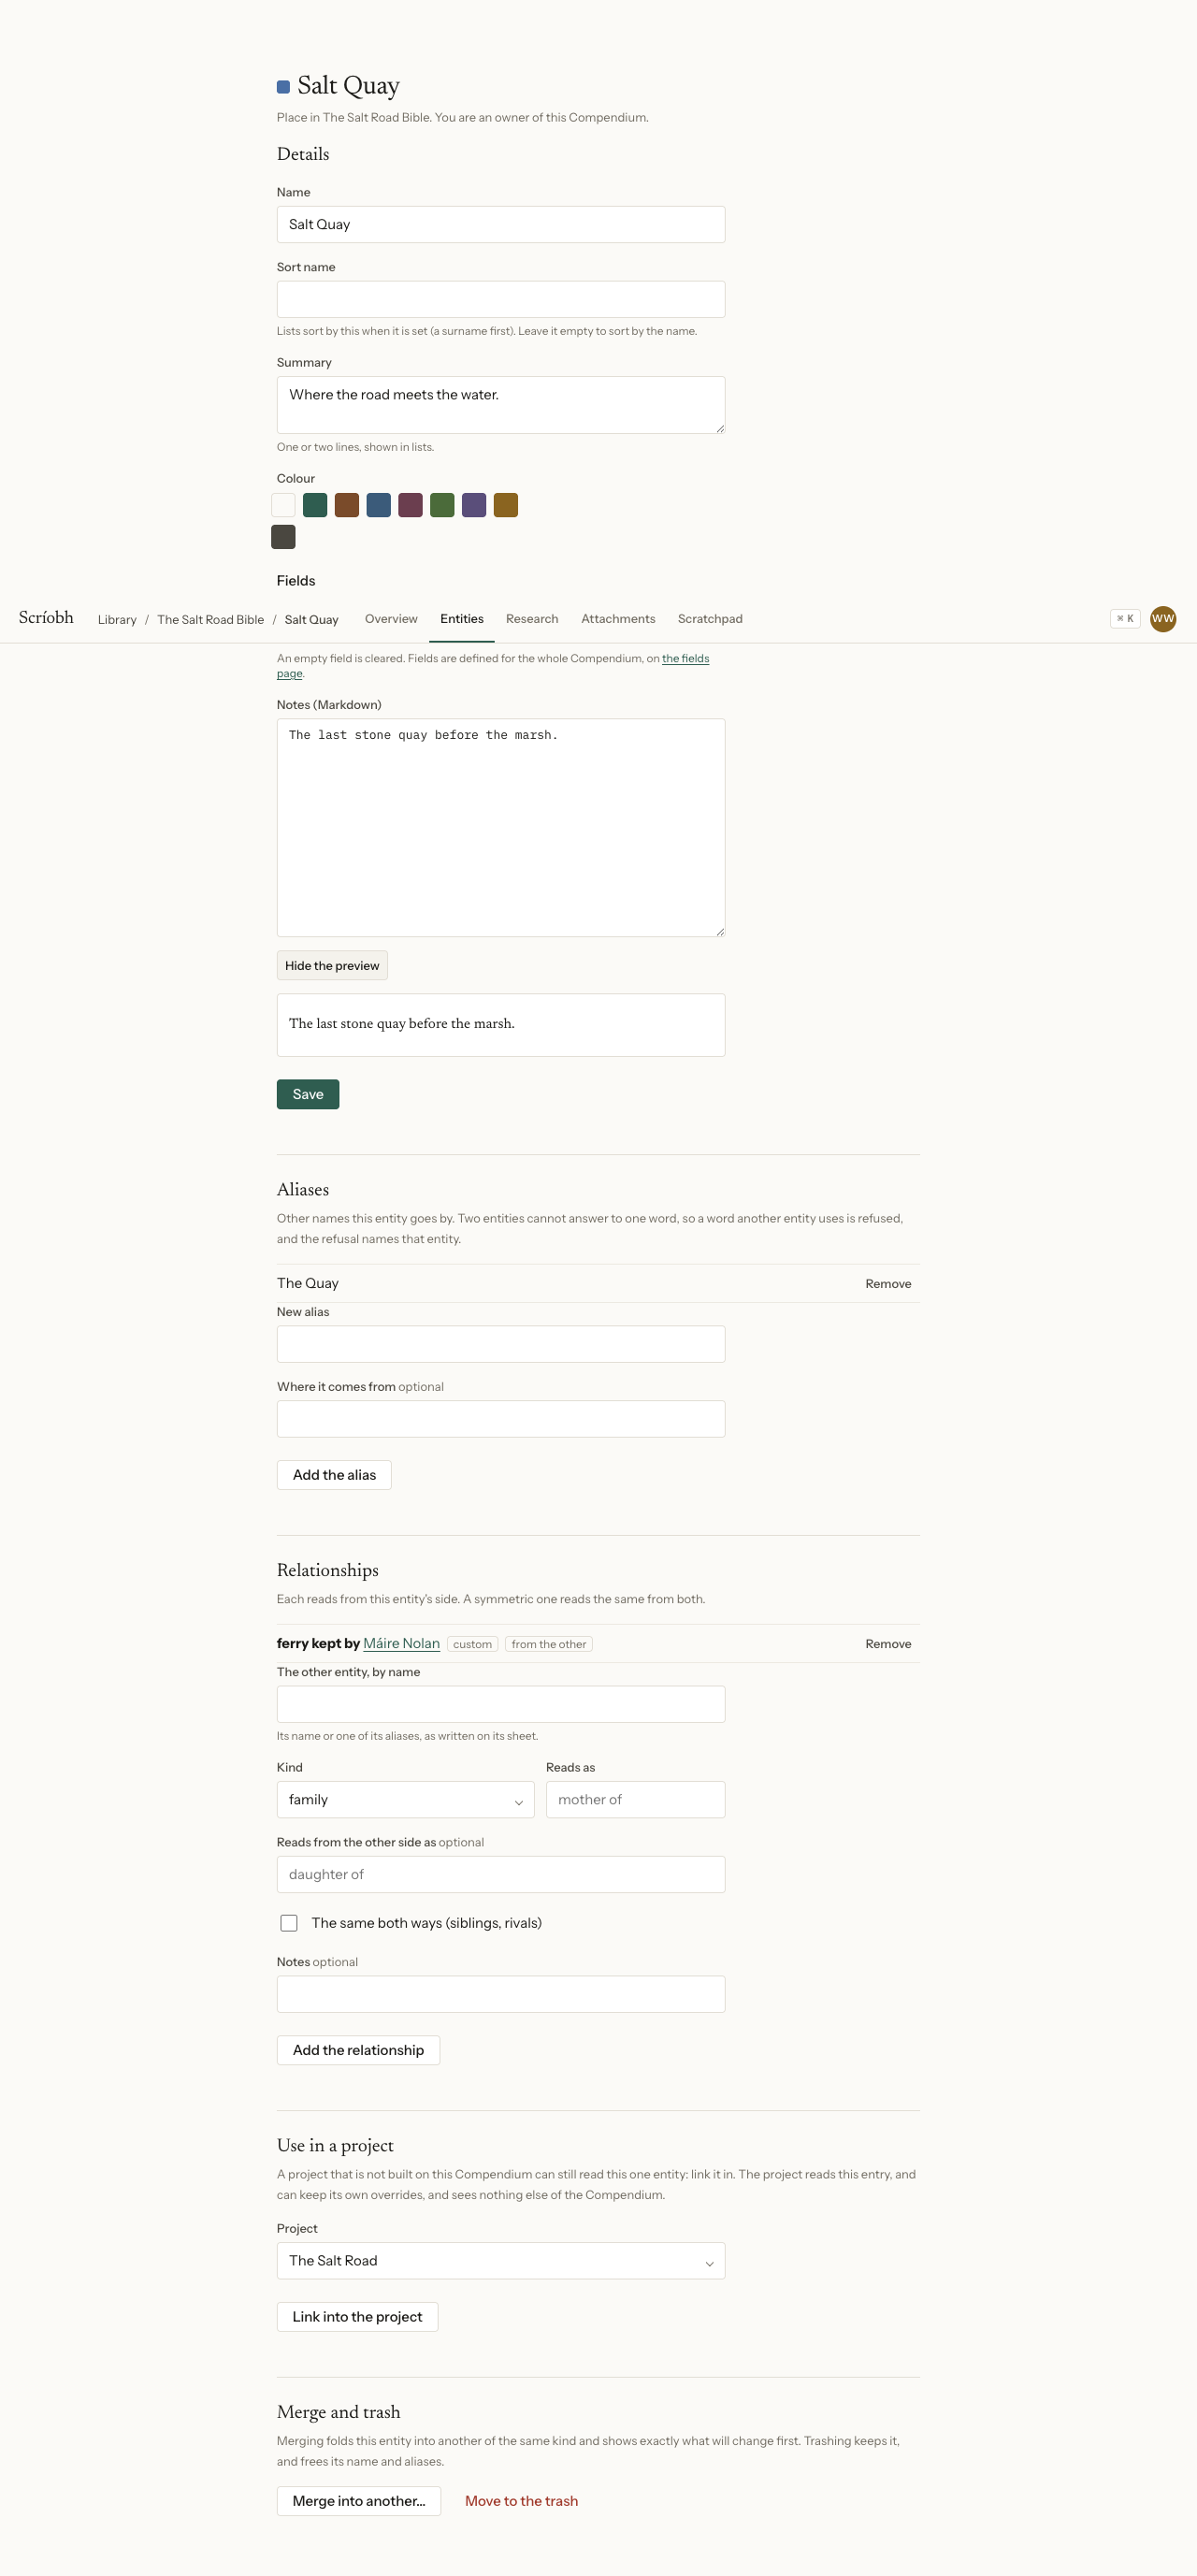 Salt Quay
Place in The Salt Road Bible. You are an owner of this Compendium.
Details
Name
Salt Quay
Sort name
Lists sort by this when it is set (a surname first). Leave it empty to sort by the name.
Summary
Where the road meets the water.
One or two lines, shown in lists.
Colour
Fields
Scríobh Library / The Salt Road Bible / Salt Quay Overview Entities Research Attachments Scratchpad ⌘ K WW
An empty field is cleared. Fields are defined for the whole Compendium, on the fields
page.
Notes (Markdown)
The last stone quay before the marsh.
Hide the preview
The last stone quay before the marsh.
Save
Aliases
Other names this entity goes by. Two entities cannot answer to one word, so a word another entity uses is refused,
and the refusal names that entity.
The Quay Remove
New alias
Where it comes from optional
Add the alias
Relationships
Each reads from this entity's side. A symmetric one reads the same from both.
ferry kept by Máire Nolan custom from the other Remove
The other entity, by name
Its name or one of its aliases, as written on its sheet.
Kind Reads as
family mother of
Reads from the other side as optional
daughter of
The same both ways (siblings, rivals)
Notes optional
Add the relationship
Use in a project
A project that is not built on this Compendium can still read this one entity: link it in. The project reads this entry, and
can keep its own overrides, and sees nothing else of the Compendium.
Project
The Salt Road
Link into the project
Merge and trash
Merging folds this entity into another of the same kind and shows exactly what will change first. Trashing keeps it,
and frees its name and aliases.
Merge into another... Move to the trash